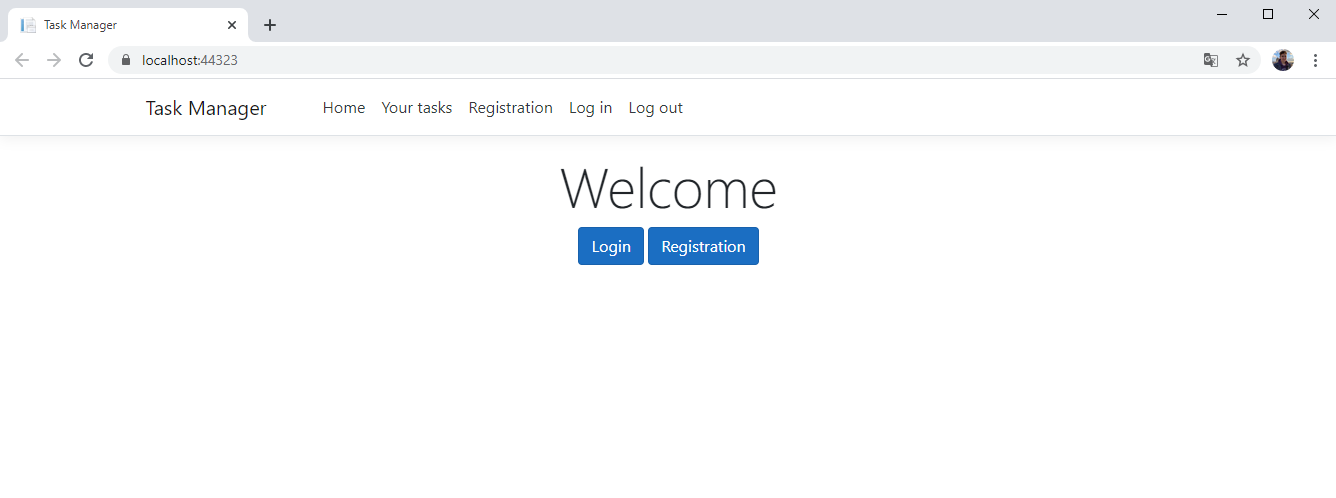 Task Manager
localhost:44323
Task Manager Home Your tasks Registration Log in Log out
Welcome
Login Registration